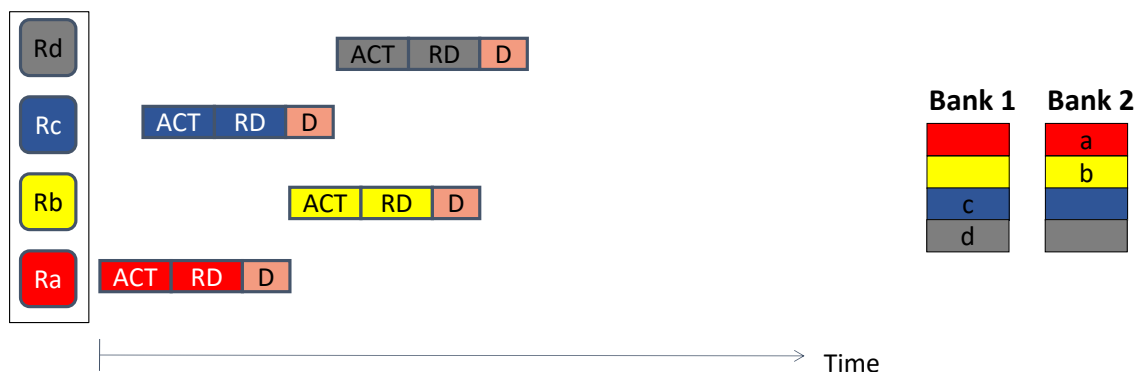 Rd
ACT RD D
Bank 1 Bank 2
Rc
ACT RD D
a
b
c
d
Rb
ACT RD D
Ra
ACT RD D
Time